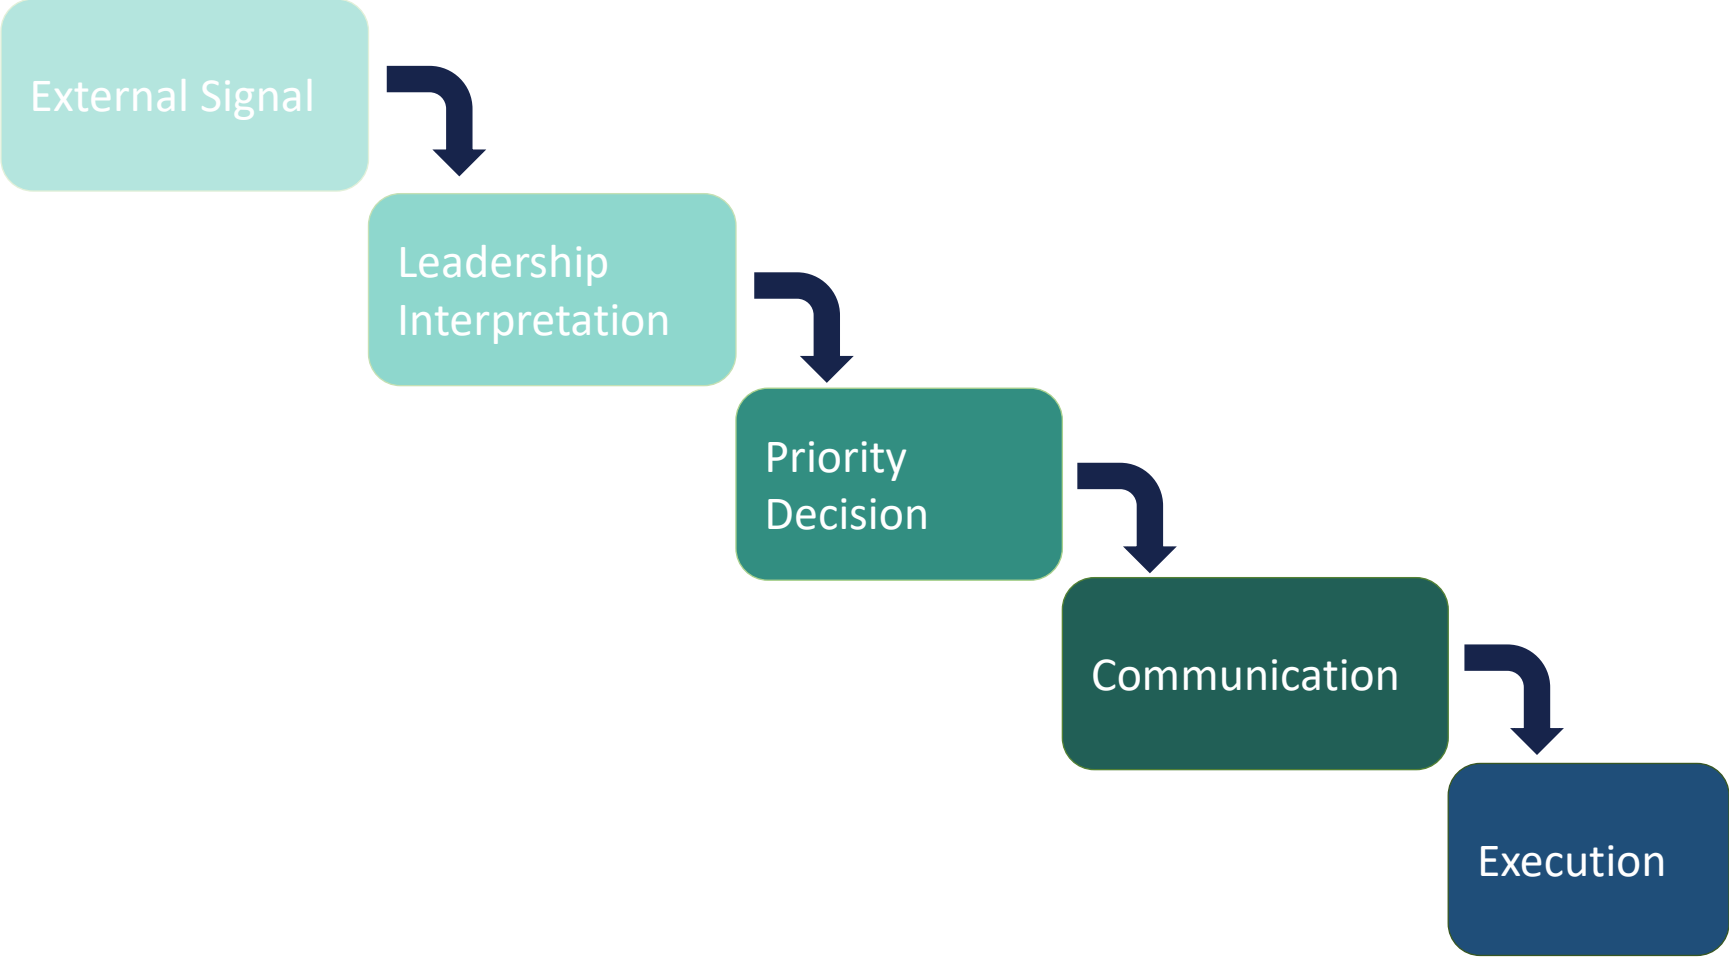 External Signal
Leadership
Interpretation
Priority
Decision
Communication
Execution